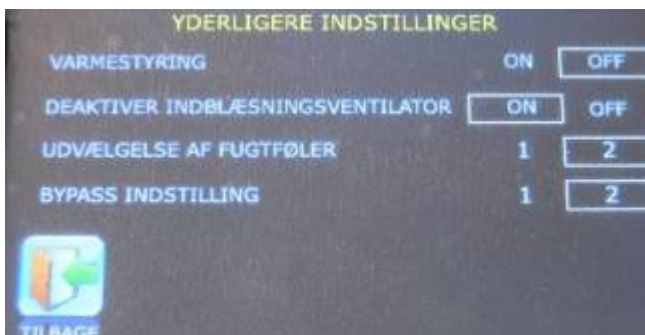 YDERLIGERE INDSTILLINGER
VARMESTYRING ON OFF
DEAKTIVER INDBLÆSNINGSVENTILATOR ON OFF
UDVÆLGELSE AF FUGTFØLER 1 2
BYPASS INDSTILLING 1 2
TILBAGE